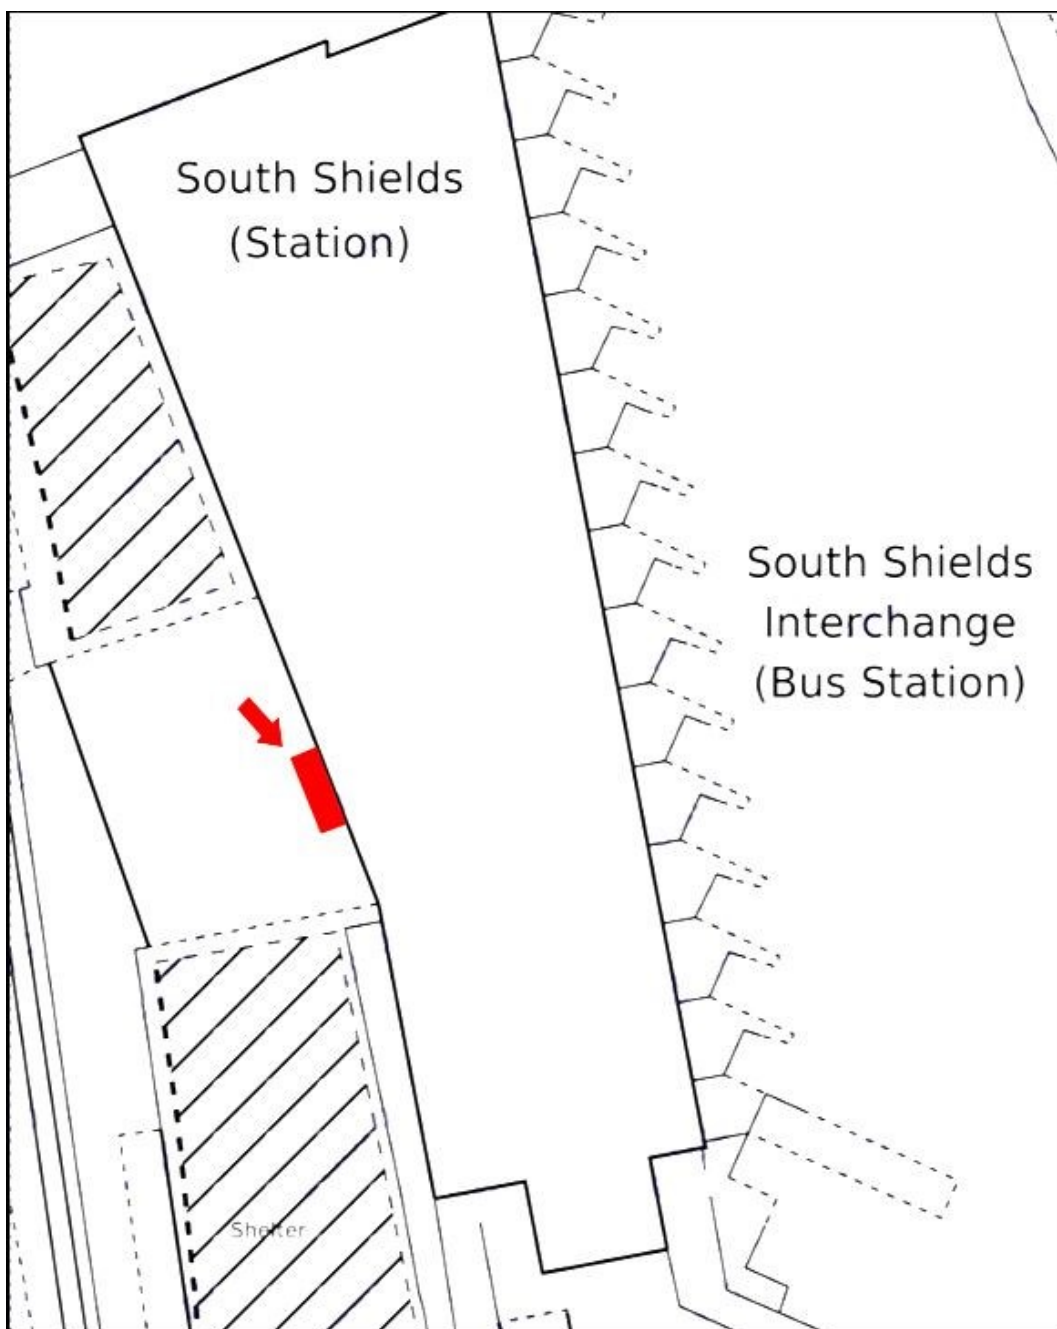 South Shields
(Station)
South Shields
Interchange
(Bus Station)
Shelter